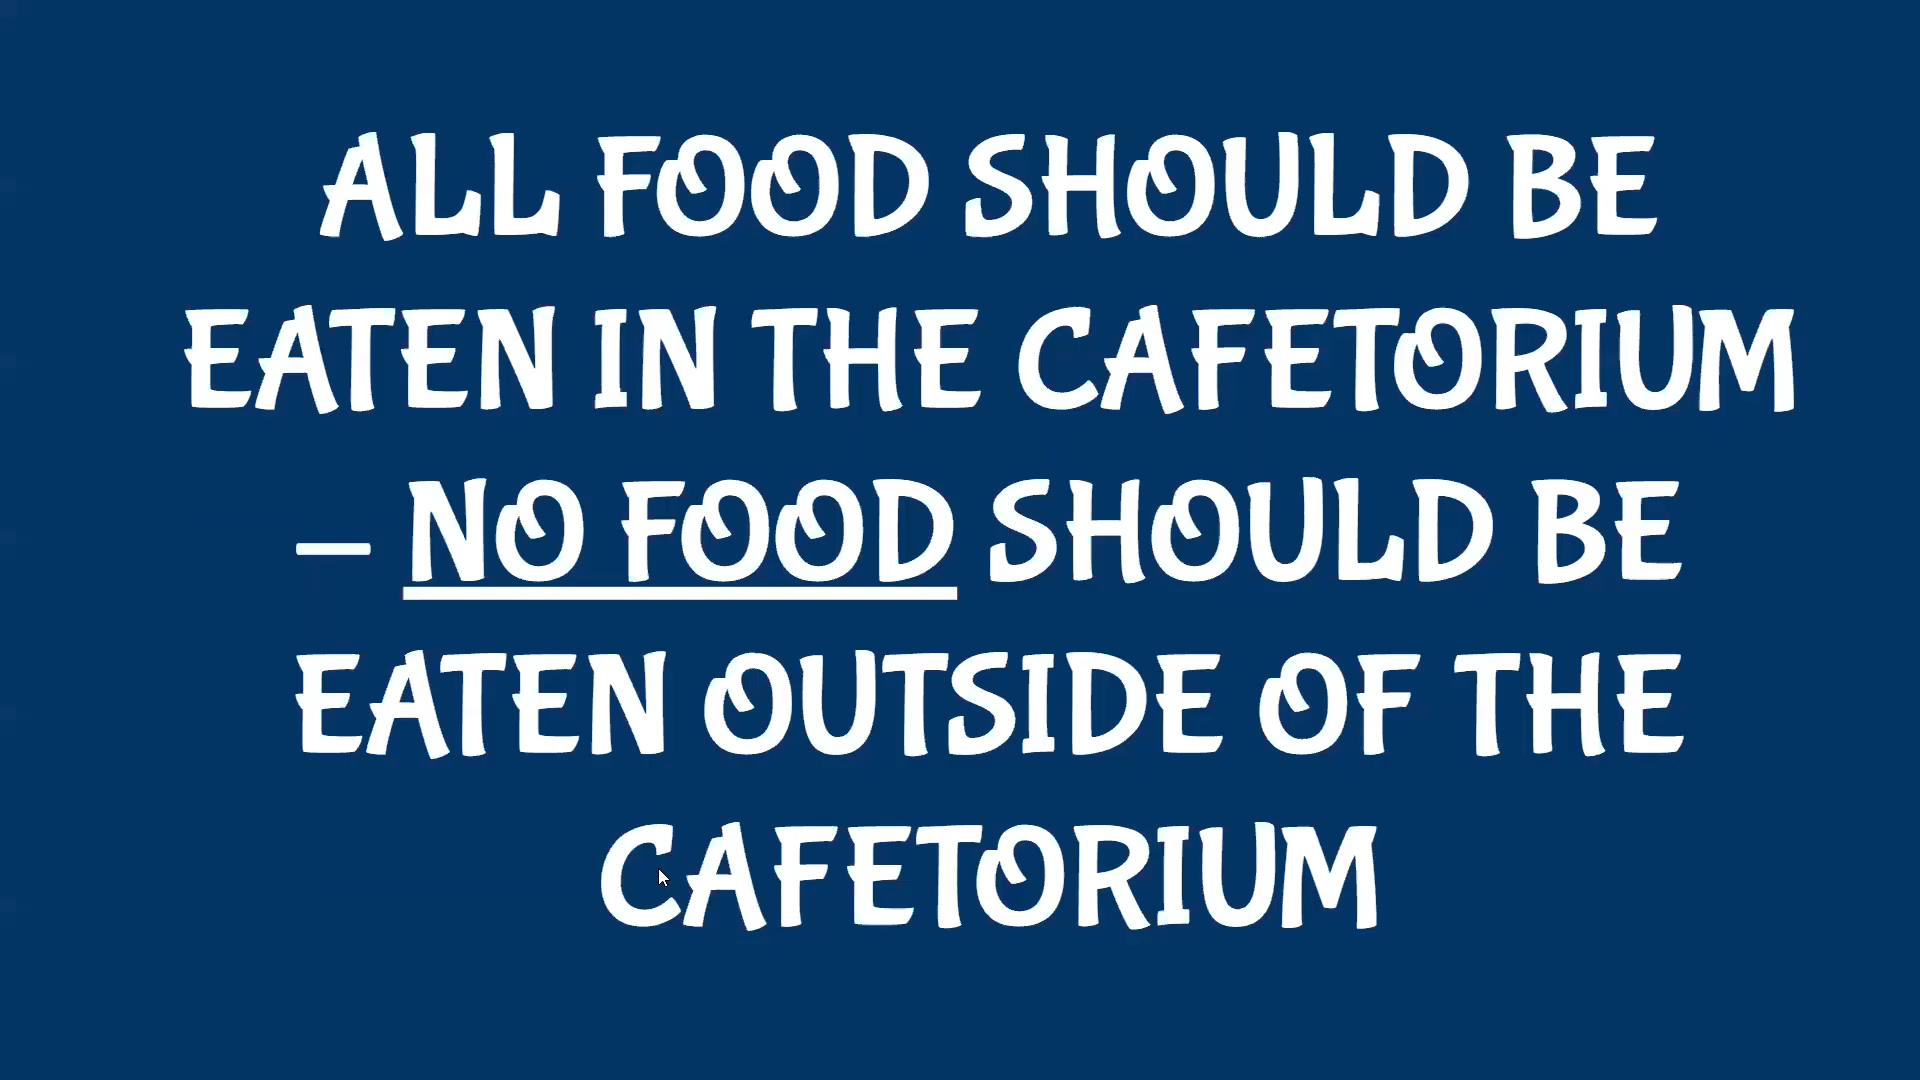 ALL FOOD SHOULD BE
EATEN IN THE CAFETORIUM
– NO FOOD SHOULD BE
EATEN OUTSIDE OF THE
CAFETORIUM